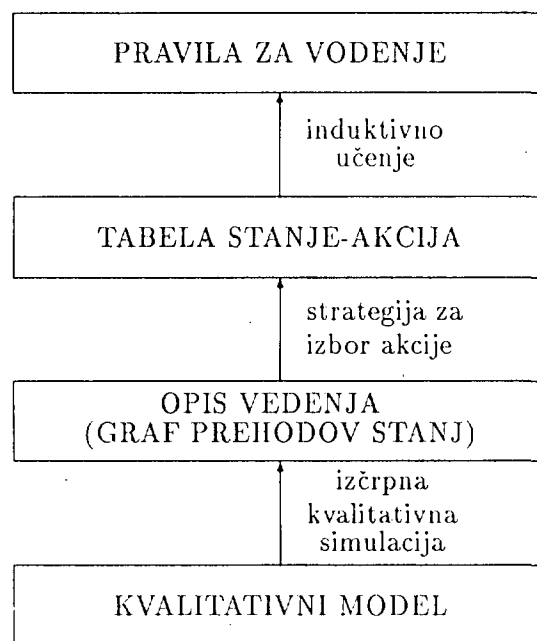 PRAVILA ZA VODENJE
induktivno
učenje
TABELA STANJE-AKCIJA
strategija za
izbor akcije
OPIS VEDENJA
(GRAF PREHODOV STANJ)
izčrpna
kvalitativna
simulacija
KVALITATIVNI MODEL